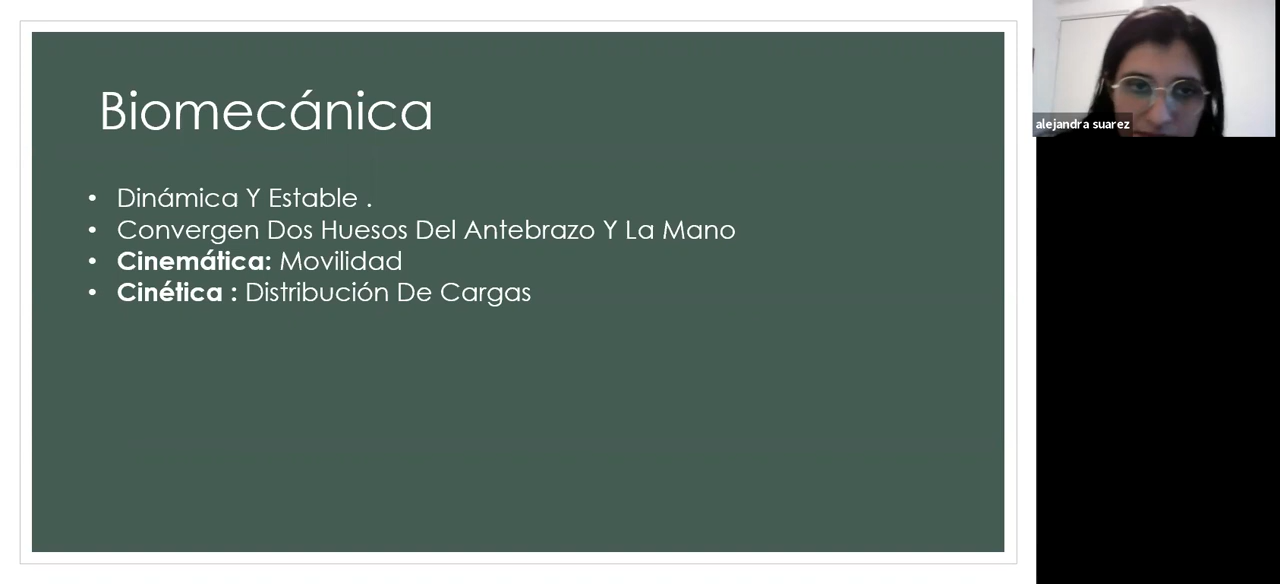 Biomecánica
• Dinámica Y Estable .
• Convergen Dos Huesos Del Antebrazo Y La Mano
• Cinemática: Movilidad
• Cinética : Distribución De Cargas
alejandra suarez